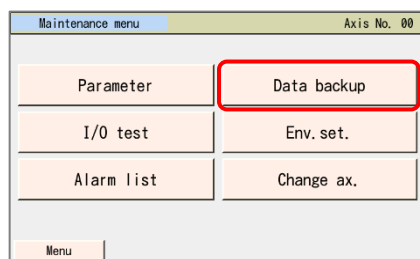 Maintenance menu Axis No. 00
Parameter Data backup
I/O test Env.set.
Alarm list Change ax.
Menu